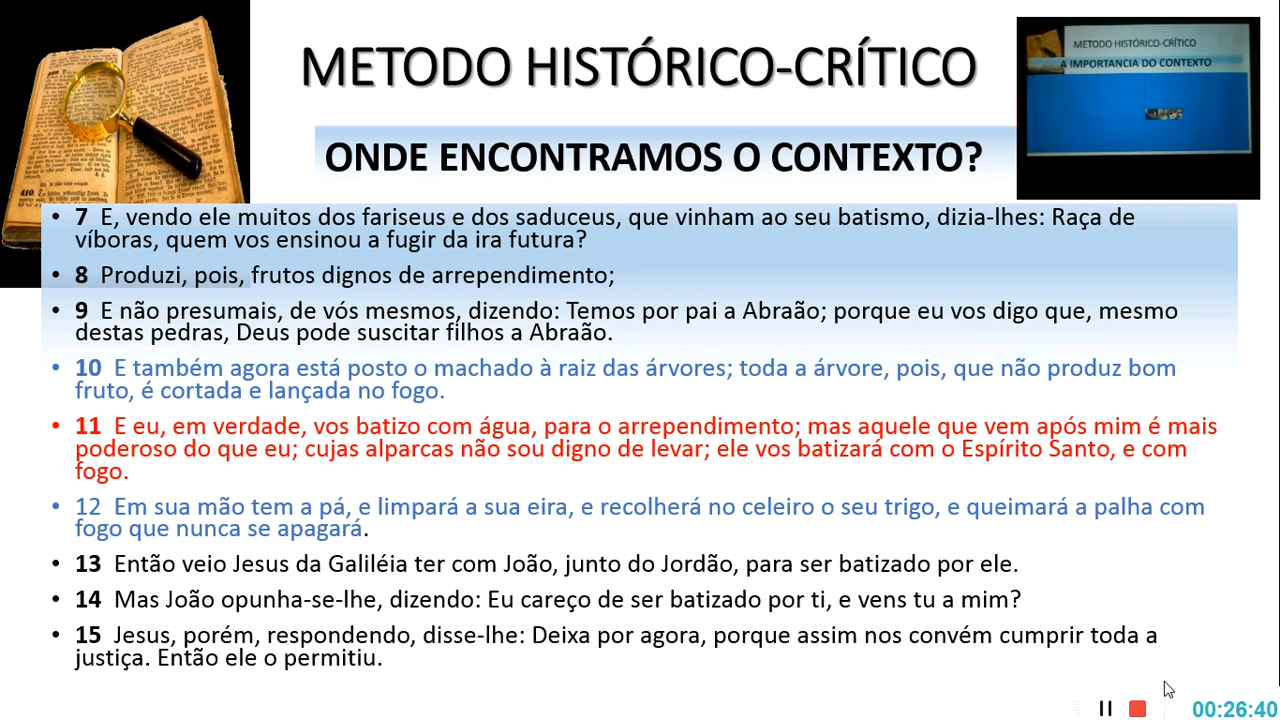 METODO HISTÓRICO-CRÍTICO
METODO HISTÓRICO-CRÍTICO
A IMPORTANCIA DO CONTEXTO
ONDE ENCONTRAMOS O CONTEXTO?
• 7 E, vendo ele muitos dos fariseus e dos saduceus, que vinham ao seu batismo, dizia-lhes: Raça de
víboras, quem vos ensinou a fugir da ira futura?
• 8 Produzi, pois, frutos dignos de arrependimento;
• 9 E não presumais, de vós mesmos, dizendo: Temos por pai a Abraão; porque eu vos digo que, mesmo
destas pedras, Deus pode suscitar filhos a Abraão.
• 10 E também agora está posto o machado à raiz das árvores; toda a árvore, pois, que não produz bom
fruto, é cortada e lançada no fogo.
• 11 E eu, em verdade, vos batizo com água, para o arrependimento; mas aquele que vem após mim é mais
poderoso do que eu; cujas alparcas não sou digno de levar; ele vos batizará com o Espírito Santo, e com
fogo.
• 12 Em sua mão tem a pá, e limpará a sua eira, e recolherá no celeiro o seu trigo, e queimará a palha com
fogo que nunca se apagará.
• 13 Então veio Jesus da Galiléia ter com João, junto do Jordão, para ser batizado por ele.
• 14 Mas João opunha-se-lhe, dizendo: Eu careço de ser batizado por ti, e vens tu a mim?
• 15 Jesus, porém, respondendo, disse-lhe: Deixa por agora, porque assim nos convém cumprir toda a
justiça. Então ele o permitiu.
00:26:40